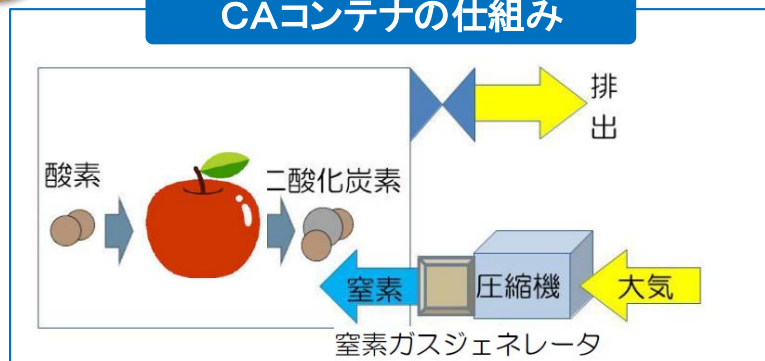 CAコンテナの仕組み
排
出
酸素
二酸化炭素
窒素
圧縮機
大気
窒素ガスジェネレータ